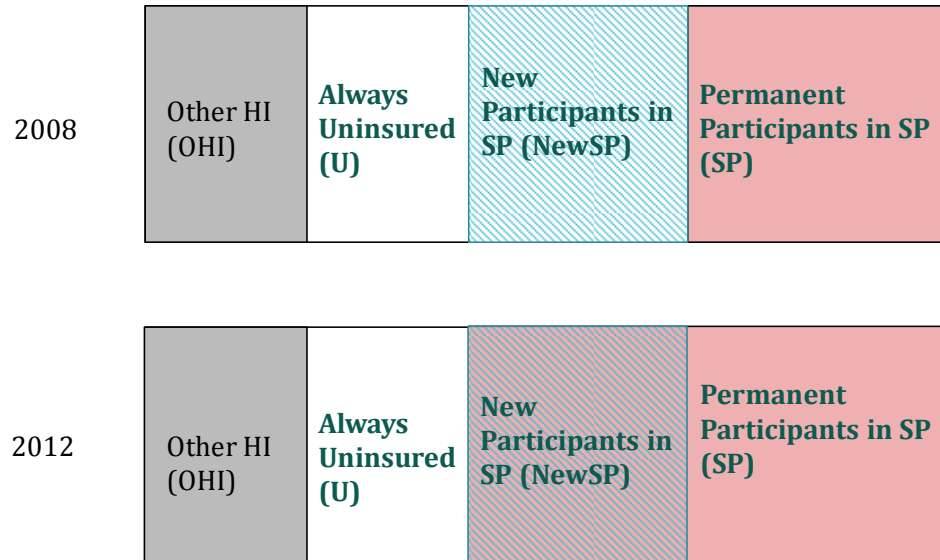 2008
Other HI
(OHI)
Always
Uninsured
(U)
New
Participants in
SP (NewSP)
Permanent
Participants in SP
(SP)
2012
Other HI
(OHI)
Always
Uninsured
(U)
New
Participants in
SP (NewSP)
Permanent
Participants in SP
(SP)